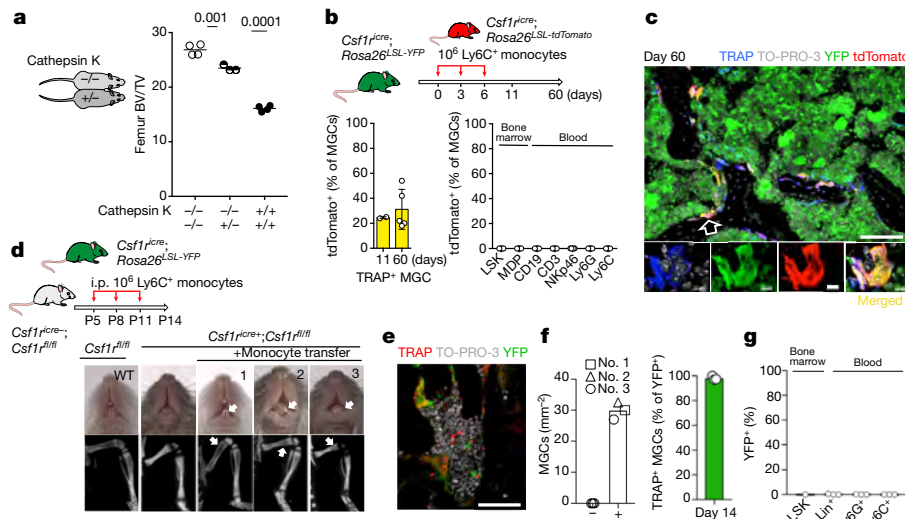 a
Cathepsin K
−/−
+/−
0.001
0.0001
Femur BV/TV
30
20
10
0
Cathepsin K −/− +/− +/+
−/− −/− +/+
b
Csf1r^icre;
Rosa26^LSL-YFP
Csf1r^icre;
Rosa26^LSL-tdTomato
10^6 Ly6C+ monocytes
0 3 6 11 60 (days)
tdTomato+ (% of MGCs)
100
80
60
40
20
0
11 60 (days)
TRAP+ MGC
Bone marrow
Blood
tdTomato+ (% of MGCs)
100
80
60
40
20
0
LSK
MDP
CD19
CD3
NKp46
Ly6G
Ly6C
c
Day 60
TRAP TO-PRO-3 YFP tdTomato
Merged
d
Csf1r^icre;
Rosa26^LSL-YFP
i.p. 10^6 Ly6C+ monocytes
P5 P8 P11 P14
Csf1r^icre−;
Csf1r^fl/fl
Csf1r^fl/fl
Csf1r^icre+;Csf1r^fl/fl
+Monocyte transfer
WT
1
2
3
e
TRAP TO-PRO-3 YFP
f
No. 1
No. 2
No. 3
MGCs (mm−2)
40
30
20
10
0
− +
TRAP+ MGCs (% of YFP+)
100
80
60
40
20
0
Day 14
g
Bone marrow
Blood
YFP+ (%)
100
80
60
40
20
0
LSK
Lin+